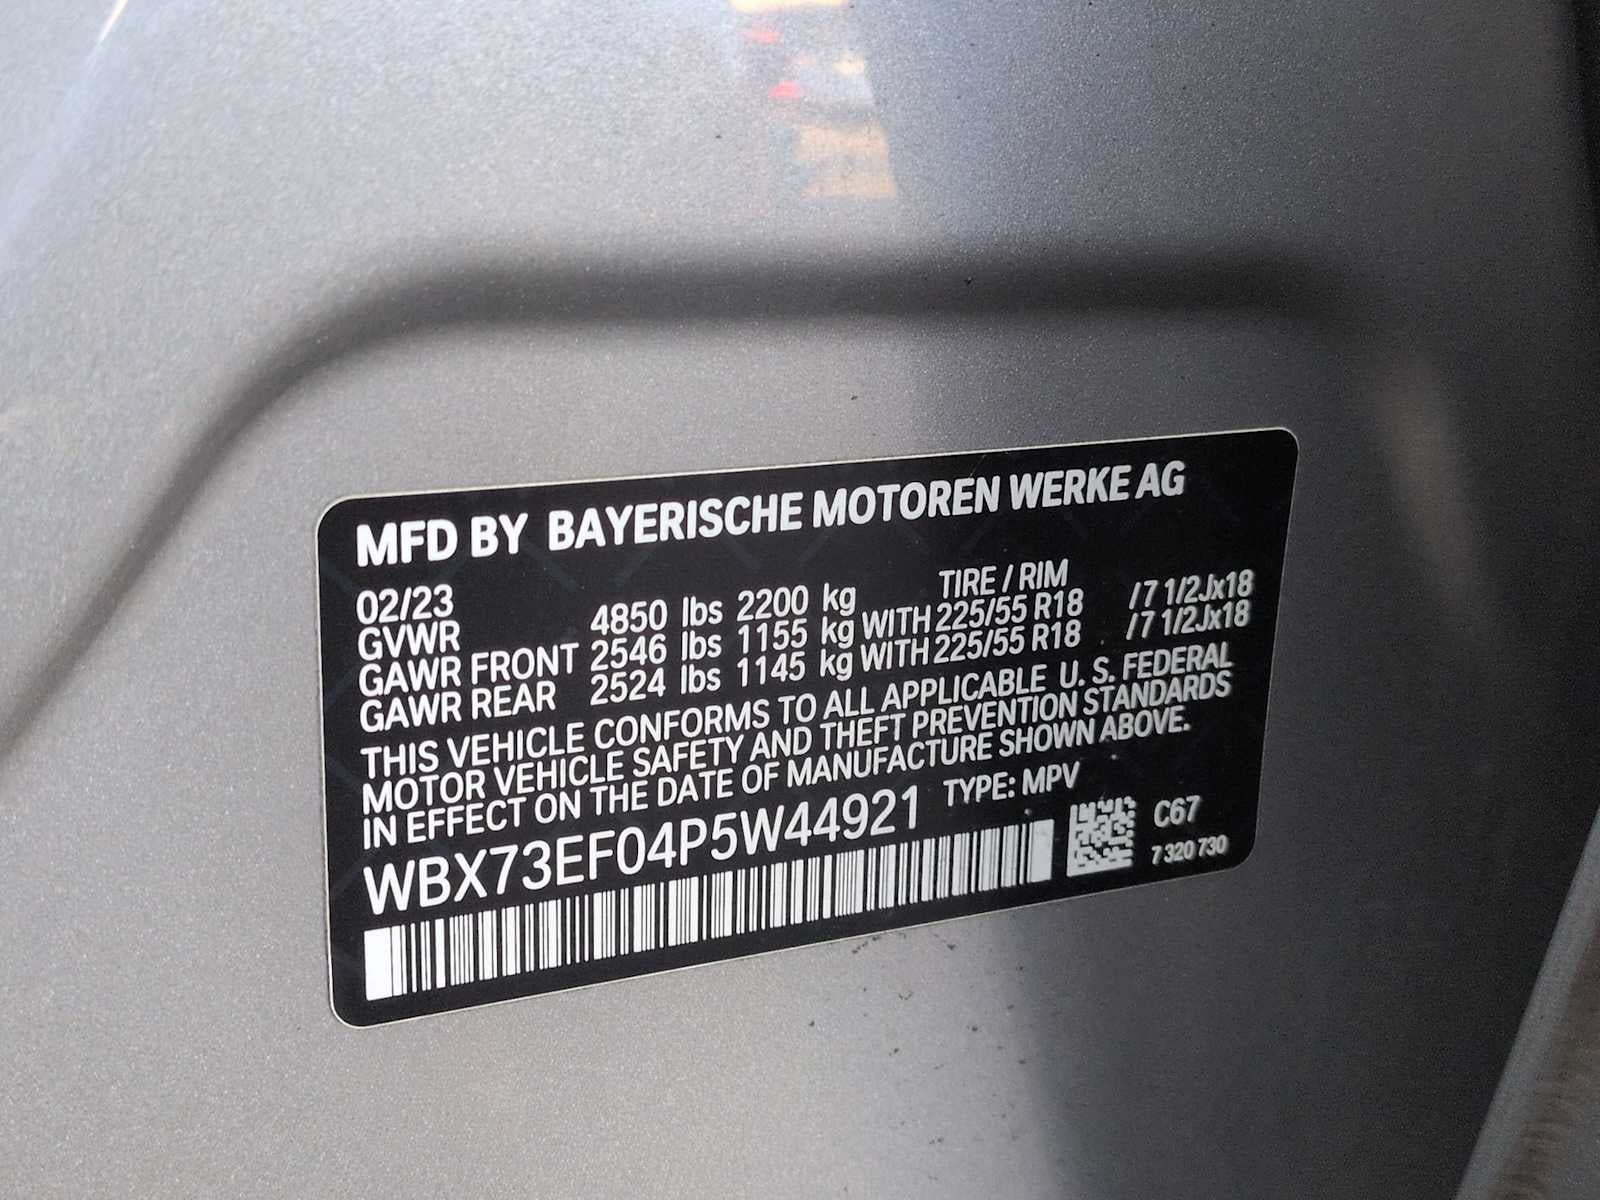 MFD BY BAYERISCHE MOTOREN WERKE AG
02/23 TIRE / RIM
GVWR 4850 lbs 2200 kg
GAWR FRONT 2546 lbs 1155 kg WITH 225/55 R18 /7 1/2Jx18
GAWR REAR 2524 lbs 1145 kg WITH 225/55 R18 /7 1/2Jx18
THIS VEHICLE CONFORMS TO ALL APPLICABLE U. S. FEDERAL
MOTOR VEHICLE SAFETY AND THEFT PREVENTION STANDARDS
IN EFFECT ON THE DATE OF MANUFACTURE SHOWN ABOVE.
WBX73EF04P5W44921 TYPE: MPV
C67
7 320 730